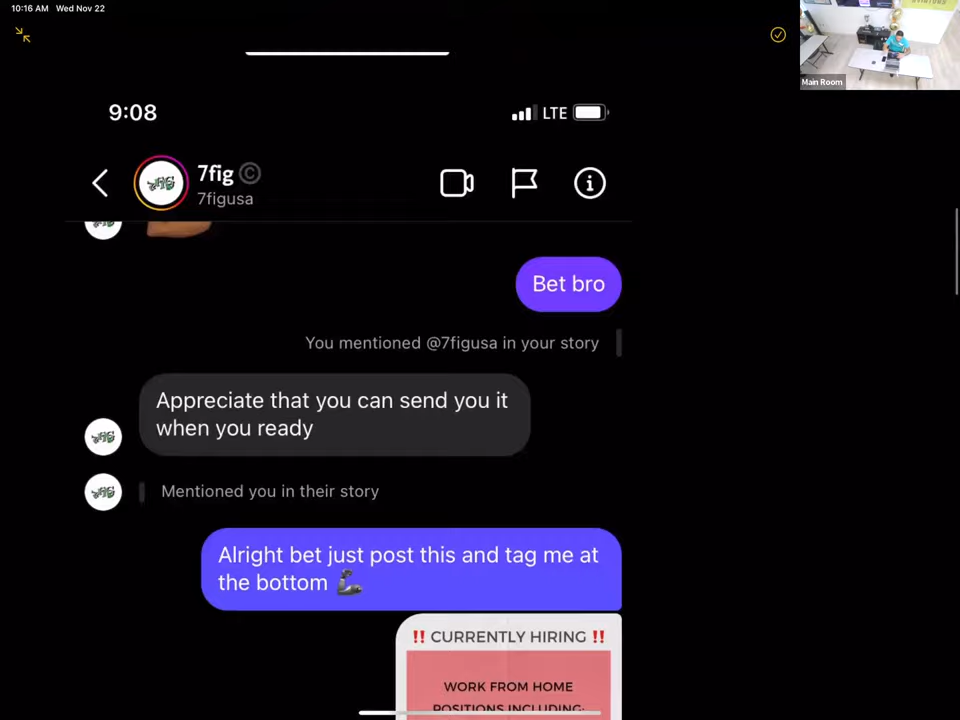 10:16 AM Wed Nov 22
Main Room
9:08
LTE
7fig ©
7figusa
Bet bro
You mentioned @7figusa in your story
Appreciate that you can send you it
when you ready
Mentioned you in their story
Alright bet just post this and tag me at
the bottom 💪
‼️ CURRENTLY HIRING ‼️
WORK FROM HOME
POSITIONS INCLUDING: